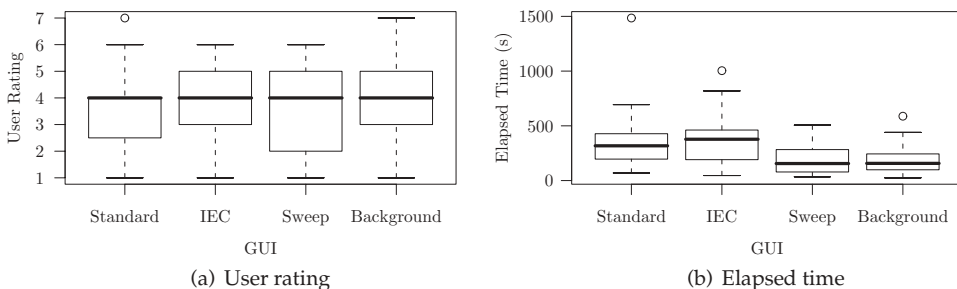 7
6
5
4
3
2
1
User Rating
Standard IEC Sweep Background
GUI
(a) User rating
1500
1000
500
0
Elapsed Time (s)
Standard IEC Sweep Background
GUI
(b) Elapsed time